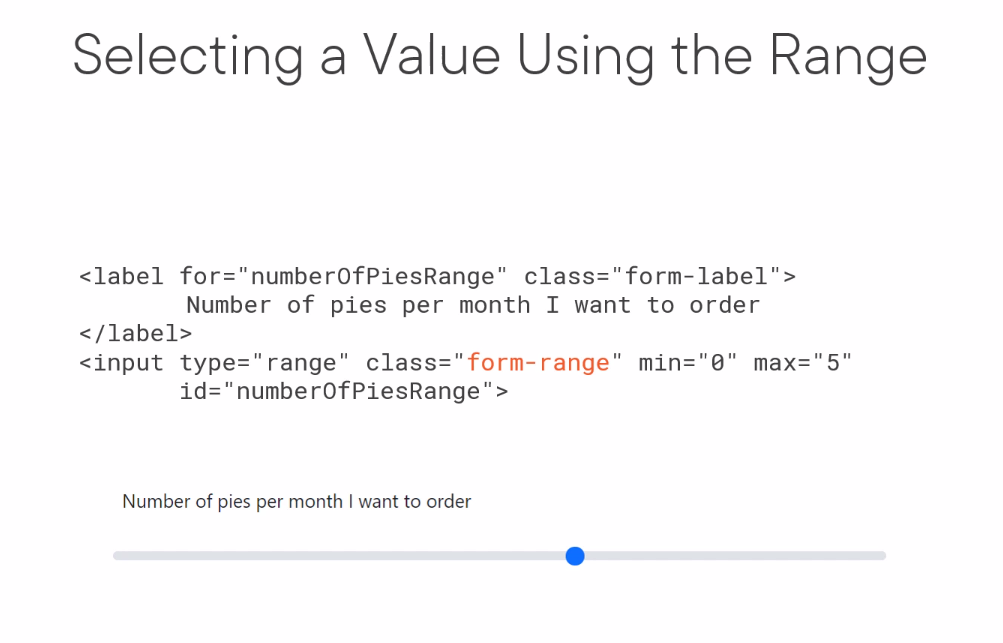 Selecting a Value Using the Range
<label for="numberOfPiesRange" class="form-label">
Number of pies per month I want to order
</label>
<input type="range" class="form-range" min="0" max="5"
id="numberOfPiesRange">
Number of pies per month I want to order